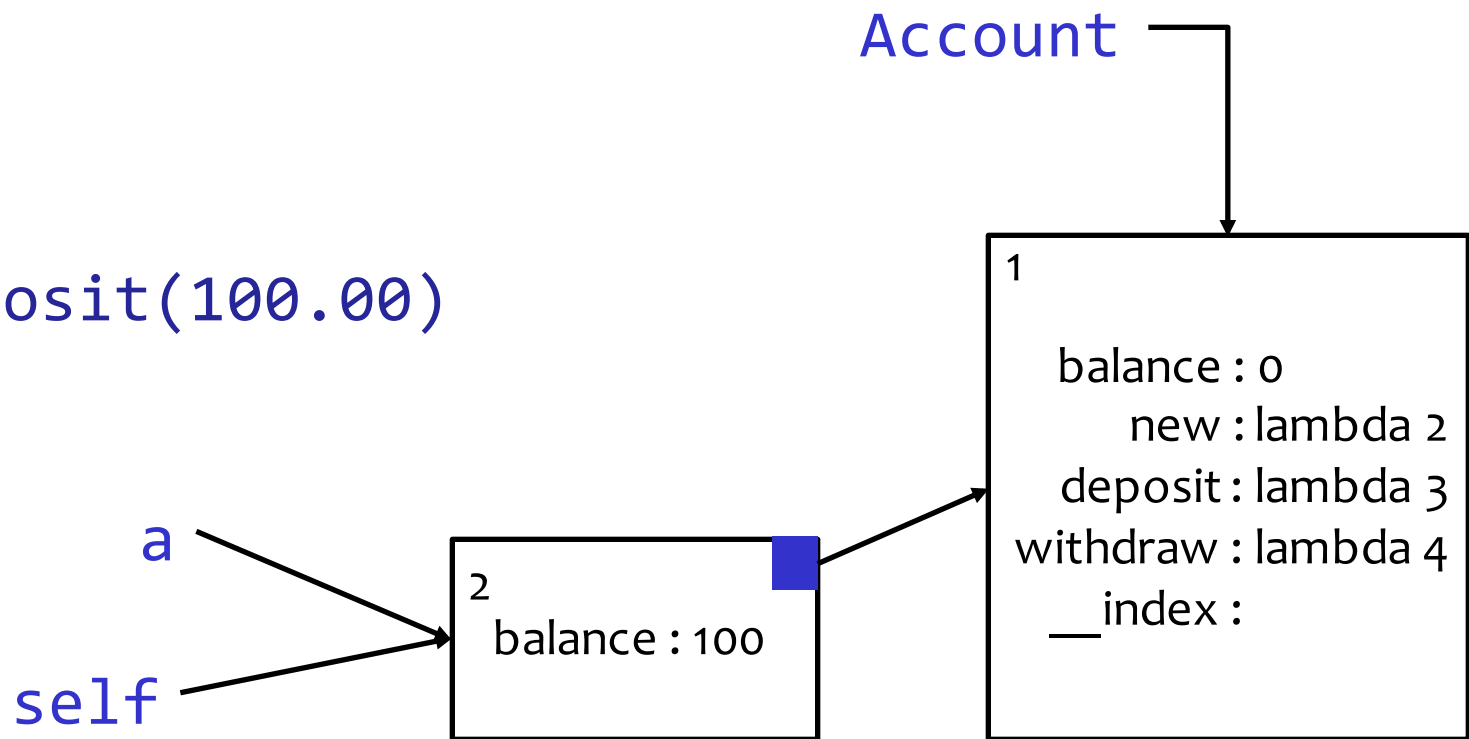 Account
osit(100.00)
1
balance : 0
new : lambda 2
deposit : lambda 3
withdraw : lambda 4
__index :
a
2
balance : 100
self